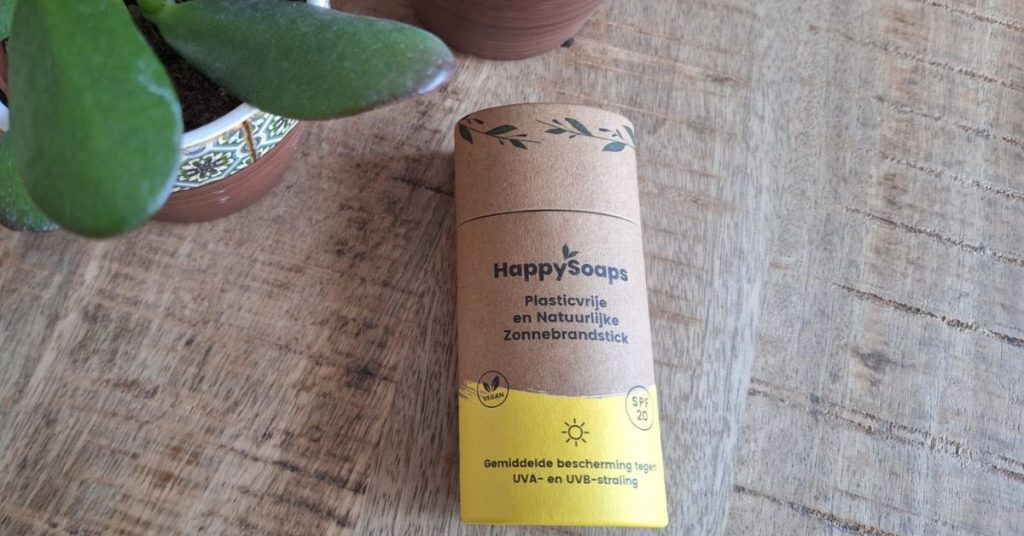 HappySoaps
Plasticvrije
en Natuurlijke
Zonnebrandstick
VEGAN
SPF
20
Gemiddelde bescherming tegen
UVA- en UVB-straling